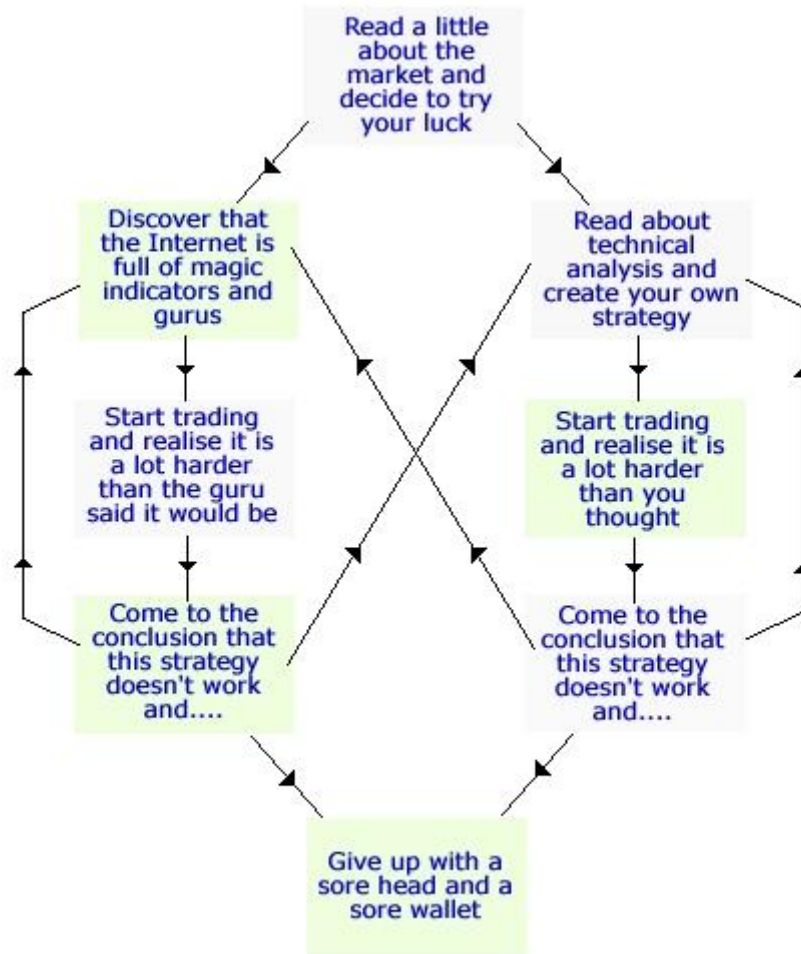 Read a little
about the
market and
decide to try
your luck
Discover that
the Internet is
full of magic
indicators and
gurus
Read about
technical
analysis and
create your own
strategy
Start trading
and realise it is
a lot harder
than the guru
said it would be
Start trading
and realise it is
a lot harder
than you
thought
Come to the
conclusion that
this strategy
doesn't work
and....
Come to the
conclusion that
this strategy
doesn't work
and....
Give up with a
sore head and a
sore wallet